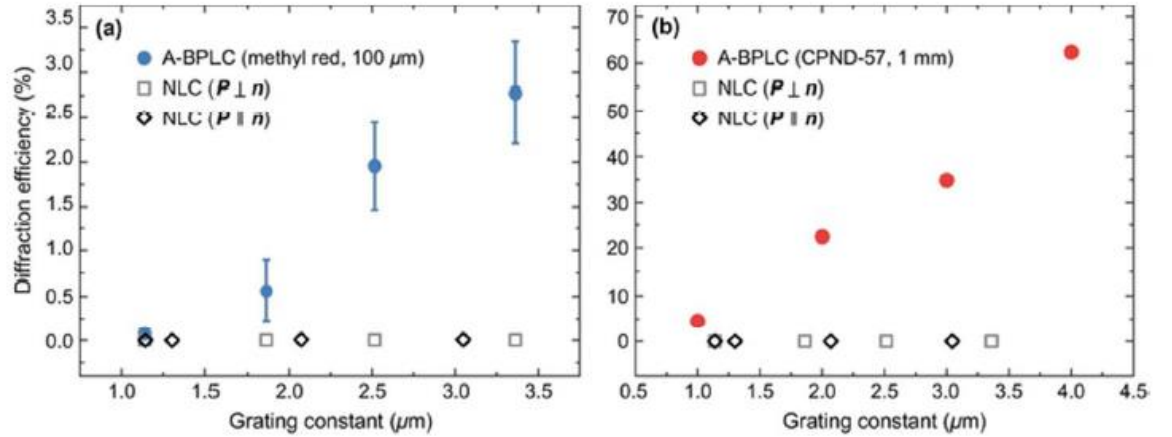 (a)
A-BPLC (methyl red, 100 μm)
NLC (P ⊥ n)
NLC (P ∥ n)
Diffraction efficiency (%)
3.5
3.0
2.5
2.0
1.5
1.0
0.5
0.0
1.0 1.5 2.0 2.5 3.0 3.5
Grating constant (μm)
(b)
A-BPLC (CPND-57, 1 mm)
NLC (P ⊥ n)
NLC (P ∥ n)
70
60
50
40
30
20
10
0
0.5 1.0 1.5 2.0 2.5 3.0 3.5 4.0 4.5
Grating constant (μm)